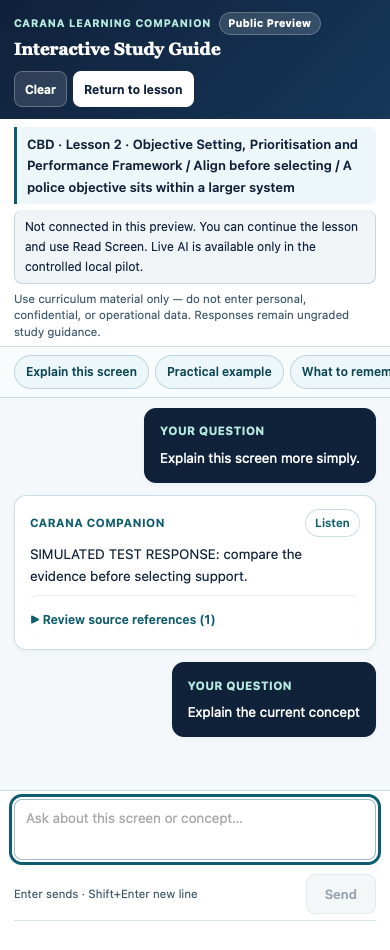 CARANA LEARNING COMPANION Public Preview
Interactive Study Guide
Clear Return to lesson
CBD · Lesson 2 · Objective Setting, Prioritisation and
Performance Framework / Align before selecting / A
police objective sits within a larger system
Not connected in this preview. You can continue the lesson
and use Read Screen. Live AI is available only in the
controlled local pilot.
Use curriculum material only — do not enter personal,
confidential, or operational data. Responses remain ungraded
study guidance.
Explain this screen Practical example What to remem
YOUR QUESTION
Explain this screen more simply.
CARANA COMPANION Listen
SIMULATED TEST RESPONSE: compare the
evidence before selecting support.
▶ Review source references (1)
YOUR QUESTION
Explain the current concept
Ask about this screen or concept...
Enter sends · Shift+Enter new line Send